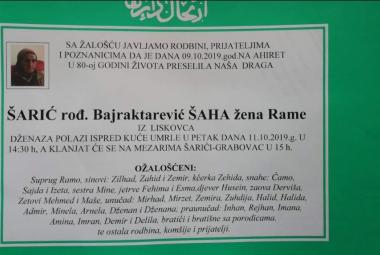 SA ŽALOŠĆU JAVLJAMO RODBINI, PRIJATELJIMA
I POZNANICIMA DA JE DANA 09.10.2019.god.NA AHIRET
U 80-oj GODINI ŽIVOTA PRESELILA NAŠA DRAGA
ŠARIĆ rođ. Bajraktarević ŠAHA žena Rame
IZ LISKOVCA
DŽENAZA POLAZI ISPRED KUĆE UMRLE U PETAK DANA 11.10.2019.g. U
14:30 h, A KLANJAT ĆE SE NA MEZARIMA ŠARIĆI-GRABOVAC U 15 h.
OŽALOŠĆENI:
Suprug Ramo, sinovi: Zilhad, Zahid i Zemir, kćerka Zehida, snahe: Ćamo,
Sajda i Izeta, sestra Mine, jetrve Fehima i Esma,djever Husein, zaova Derviša,
Zetovi Mehmed i Maše, unučad: Mirhad, Mirzet, Zemira, Zuhdija, Halid, Halida,
Admir, Minela, Arnela, Dženan i Dženana; praunučad: Inhan, Rejhan, Imana,
Amina, Imran, Demir i Delila, bratići i bratišne sa porodicama,
te ostala rodbina, komšije i prijatelji.